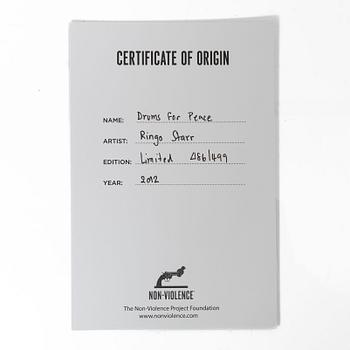 CERTIFICATE OF ORIGIN
NAME: Drums For Peace
ARTIST: Ringo Starr
EDITION: Limited 086/499
YEAR: 2012
NON-VIOLENCE
The Non-Violence Project Foundation
www.nonviolence.com